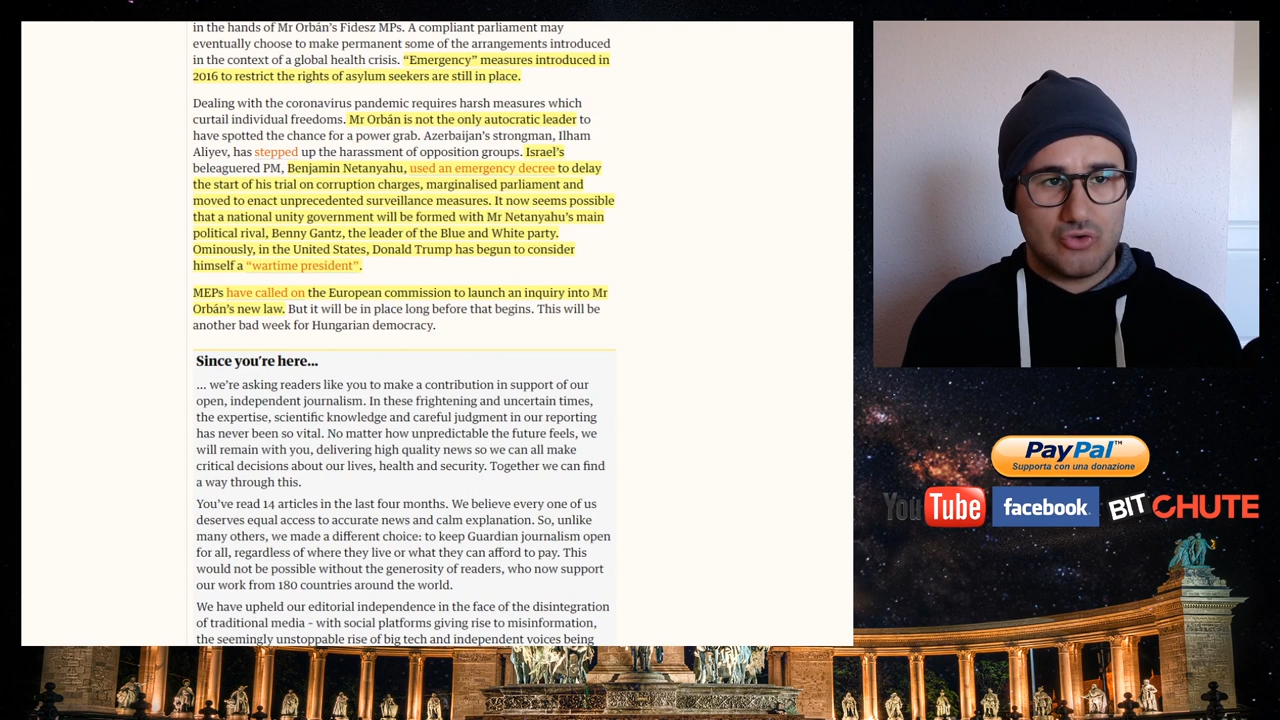 in the hands of Mr Orbán’s Fidesz MPs. A compliant parliament may
eventually choose to make permanent some of the arrangements introduced
in the context of a global health crisis. “Emergency” measures introduced in
2016 to restrict the rights of asylum seekers are still in place.
Dealing with the coronavirus pandemic requires harsh measures which
curtail individual freedoms. Mr Orbán is not the only autocratic leader to
have spotted the chance for a power grab. Azerbaijan’s strongman, Ilham
Aliyev, has stepped up the harassment of opposition groups. Israel’s
beleaguered PM, Benjamin Netanyahu, used an emergency decree to delay
the start of his trial on corruption charges, marginalised parliament and
moved to enact unprecedented surveillance measures. It now seems possible
that a national unity government will be formed with Mr Netanyahu’s main
political rival, Benny Gantz, the leader of the Blue and White party.
Ominously, in the United States, Donald Trump has begun to consider
himself a “wartime president”.
MEPs have called on the European commission to launch an inquiry into Mr
Orbán’s new law. But it will be in place long before that begins. This will be
another bad week for Hungarian democracy.
Since you’re here...
... we’re asking readers like you to make a contribution in support of our
open, independent journalism. In these frightening and uncertain times,
the expertise, scientific knowledge and careful judgment in our reporting
has never been so vital. No matter how unpredictable the future feels, we
will remain with you, delivering high quality news so we can all make
critical decisions about our lives, health and security. Together we can find
a way through this.
You’ve read 14 articles in the last four months. We believe every one of us
deserves equal access to accurate news and calm explanation. So, unlike
many others, we made a different choice: to keep Guardian journalism open
for all, regardless of where they live or what they can afford to pay. This
would not be possible without the generosity of readers, who now support
our work from 180 countries around the world.
We have upheld our editorial independence in the face of the disintegration
of traditional media – with social platforms giving rise to misinformation,
the seemingly unstoppable rise of big tech and independent voices being
PayPal™
Supporta con una donazione
YouTube facebook BIT CHUTE